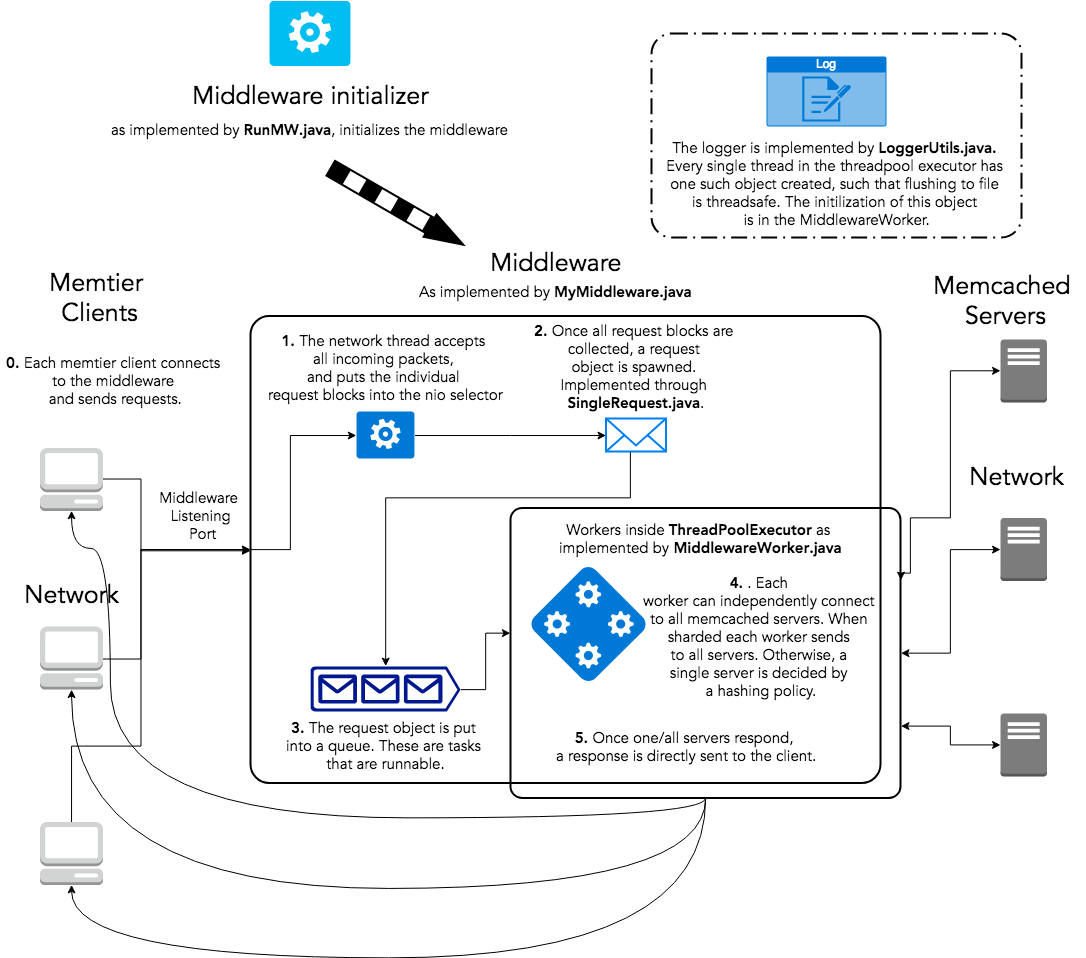 Middleware initializer
as implemented by RunMW.java, initializes the middleware
Log
The logger is implemented by LoggerUtils.java.
Every single thread in the threadpool executor has
one such object created, such that flushing to file
is threadsafe. The initilization of this object
is in the MiddlewareWorker.
Middleware
As implemented by MyMiddleware.java
Memtier
Clients
0. Each memtier client connects
to the middleware
and sends requests.
Memcached
Servers
1. The network thread accepts
all incoming packets,
and puts the individual
request blocks into the nio selector
2. Once all request blocks are
collected, a request
object is spawned.
Implemented through
SingleRequest.java.
Middleware
Listening
Port
Network
Network
Workers inside ThreadPoolExecutor as
implemented by MiddlewareWorker.java
4. . Each
worker can independently connect
to all memcached servers. When
sharded each worker sends
to all servers. Otherwise, a
single server is decided by
a hashing policy.
3. The request object is put
into a queue. These are tasks
that are runnable.
5. Once one/all servers respond,
a response is directly sent to the client.